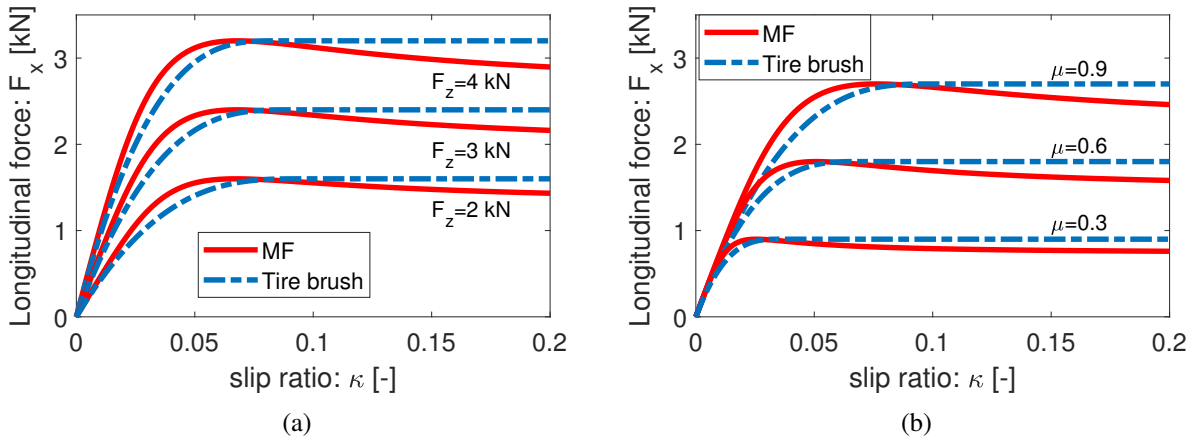 Longitudinal force: F_x [kN]
3
2
1
0
F_z=4 kN
F_z=3 kN
F_z=2 kN
MF
Tire brush
0 0.05 0.1 0.15 0.2
slip ratio: κ [-]
(a)
Longitudinal force: F_x [kN]
3
2
1
0
MF
Tire brush
μ=0.9
μ=0.6
μ=0.3
0 0.05 0.1 0.15 0.2
slip ratio: κ [-]
(b)